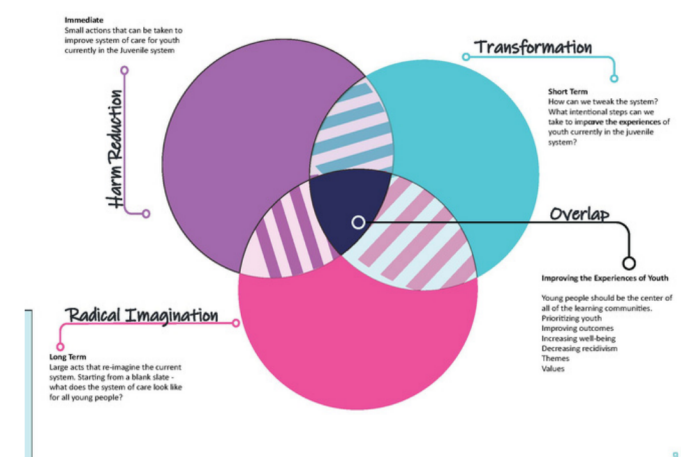 Immediate
Small actions that can be taken to
improve system of care for youth
currently in the Juvenile system
Harm Reduction
Transformation
Short Term
How can we tweak the system?
What intentional steps can we
take to improve the experiences of
youth currently in the juvenile
system?
Overlap
Improving the Experiences of Youth
Young people should be the center of
all of the learning communities.
Prioritizing youth
Improving outcomes
Increasing well-being
Decreasing recidivism
Themes
Values
Radical Imagination
Long Term
Large acts that re-imagine the current
system. Starting from a blank slate -
what does the system of care look like
for all young people?